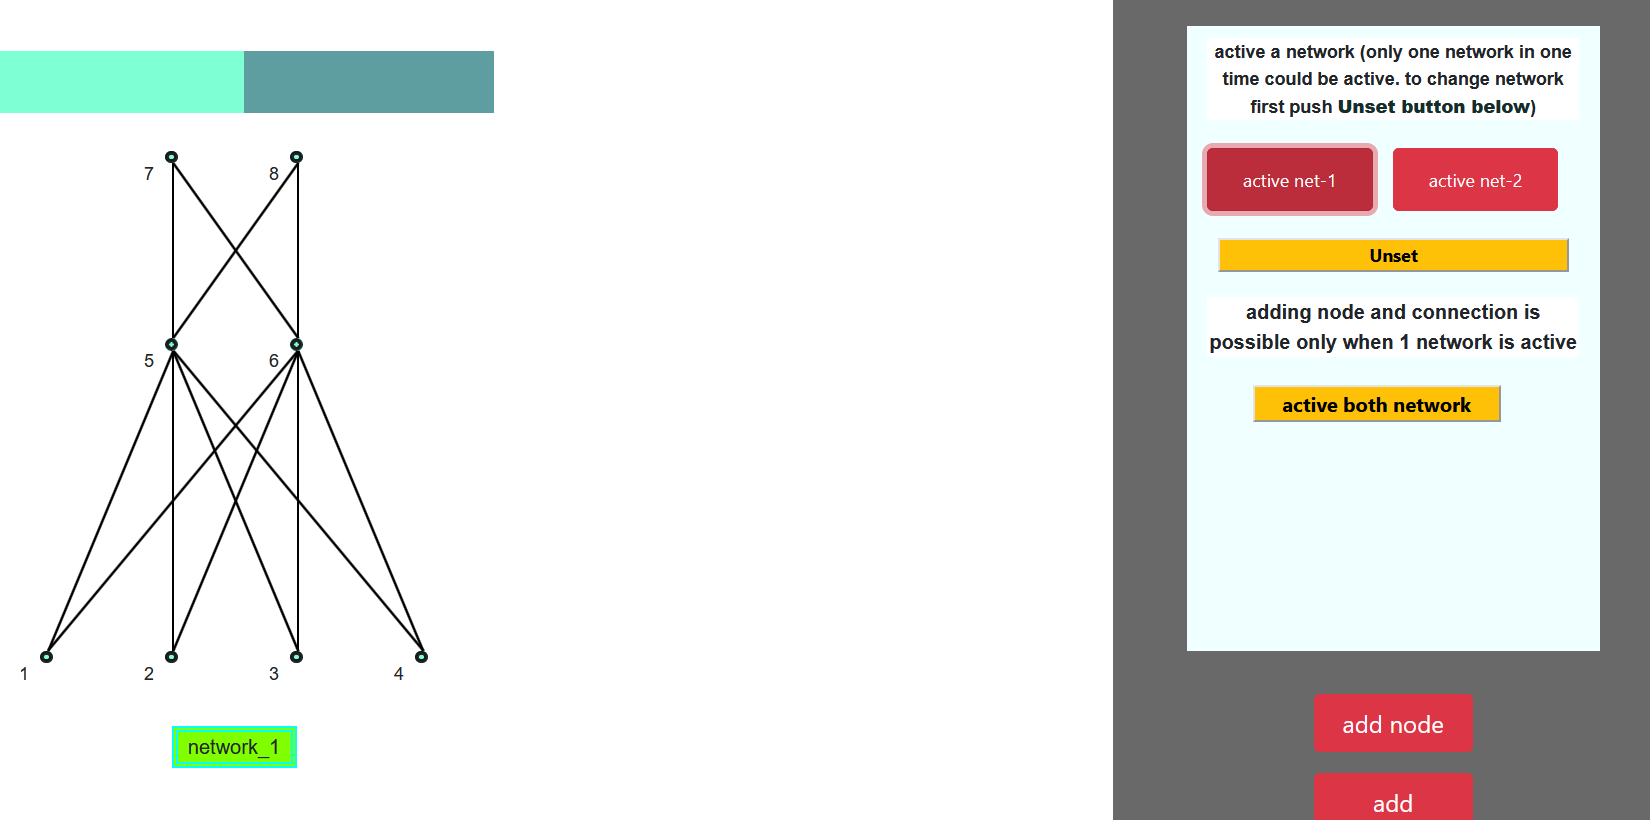 7
8
5
6
1
2
3
4
network_1
active a network (only one network in one
time could be active. to change network
first push Unset button below)
active net-1
active net-2
Unset
adding node and connection is
possible only when 1 network is active
active both network
add node
add